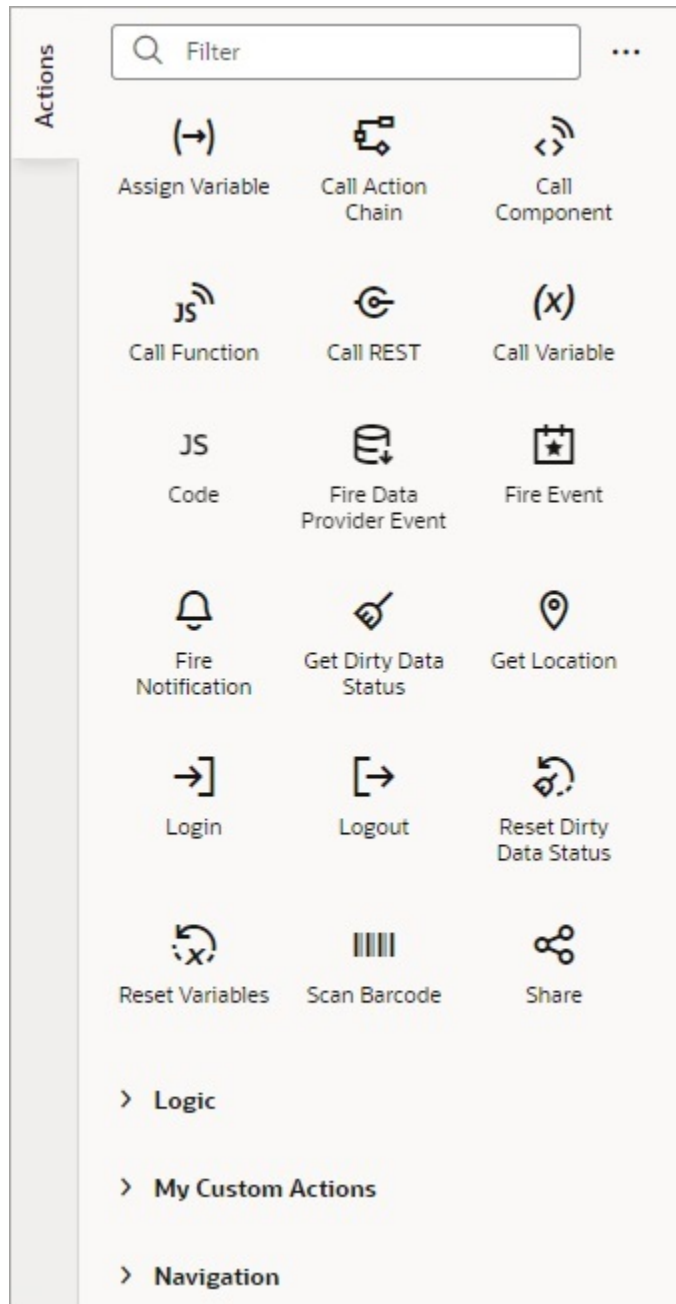 Actions
Filter
Assign Variable
Call Action
Chain
Call
Component
JS
Call Function
Call REST
(x)
Call Variable
JS
Code
Fire Data
Provider Event
Fire Event
Fire
Notification
Get Dirty Data
Status
Get Location
Login
Logout
Reset Dirty
Data Status
x
Reset Variables
Scan Barcode
Share
Logic
My Custom Actions
Navigation